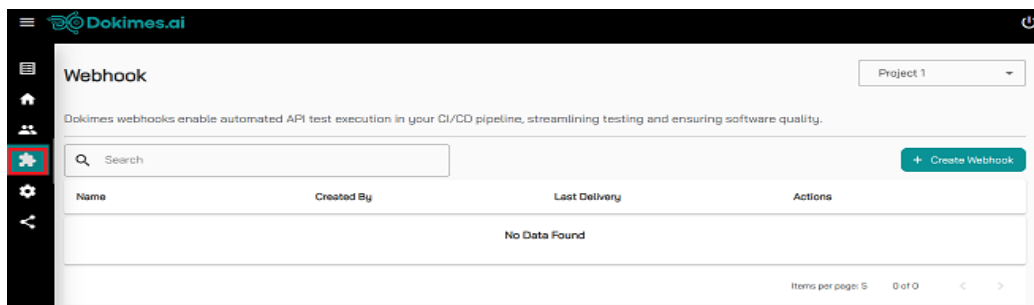 Dokimes.ai
Webhook
Project 1
Dokimes webhooks enable automated API test execution in your CI/CD pipeline, streamlining testing and ensuring software quality.
Search
+ Create Webhook
Name Created By Last Delivery Actions
No Data Found
Items per page: 5 0 of 0